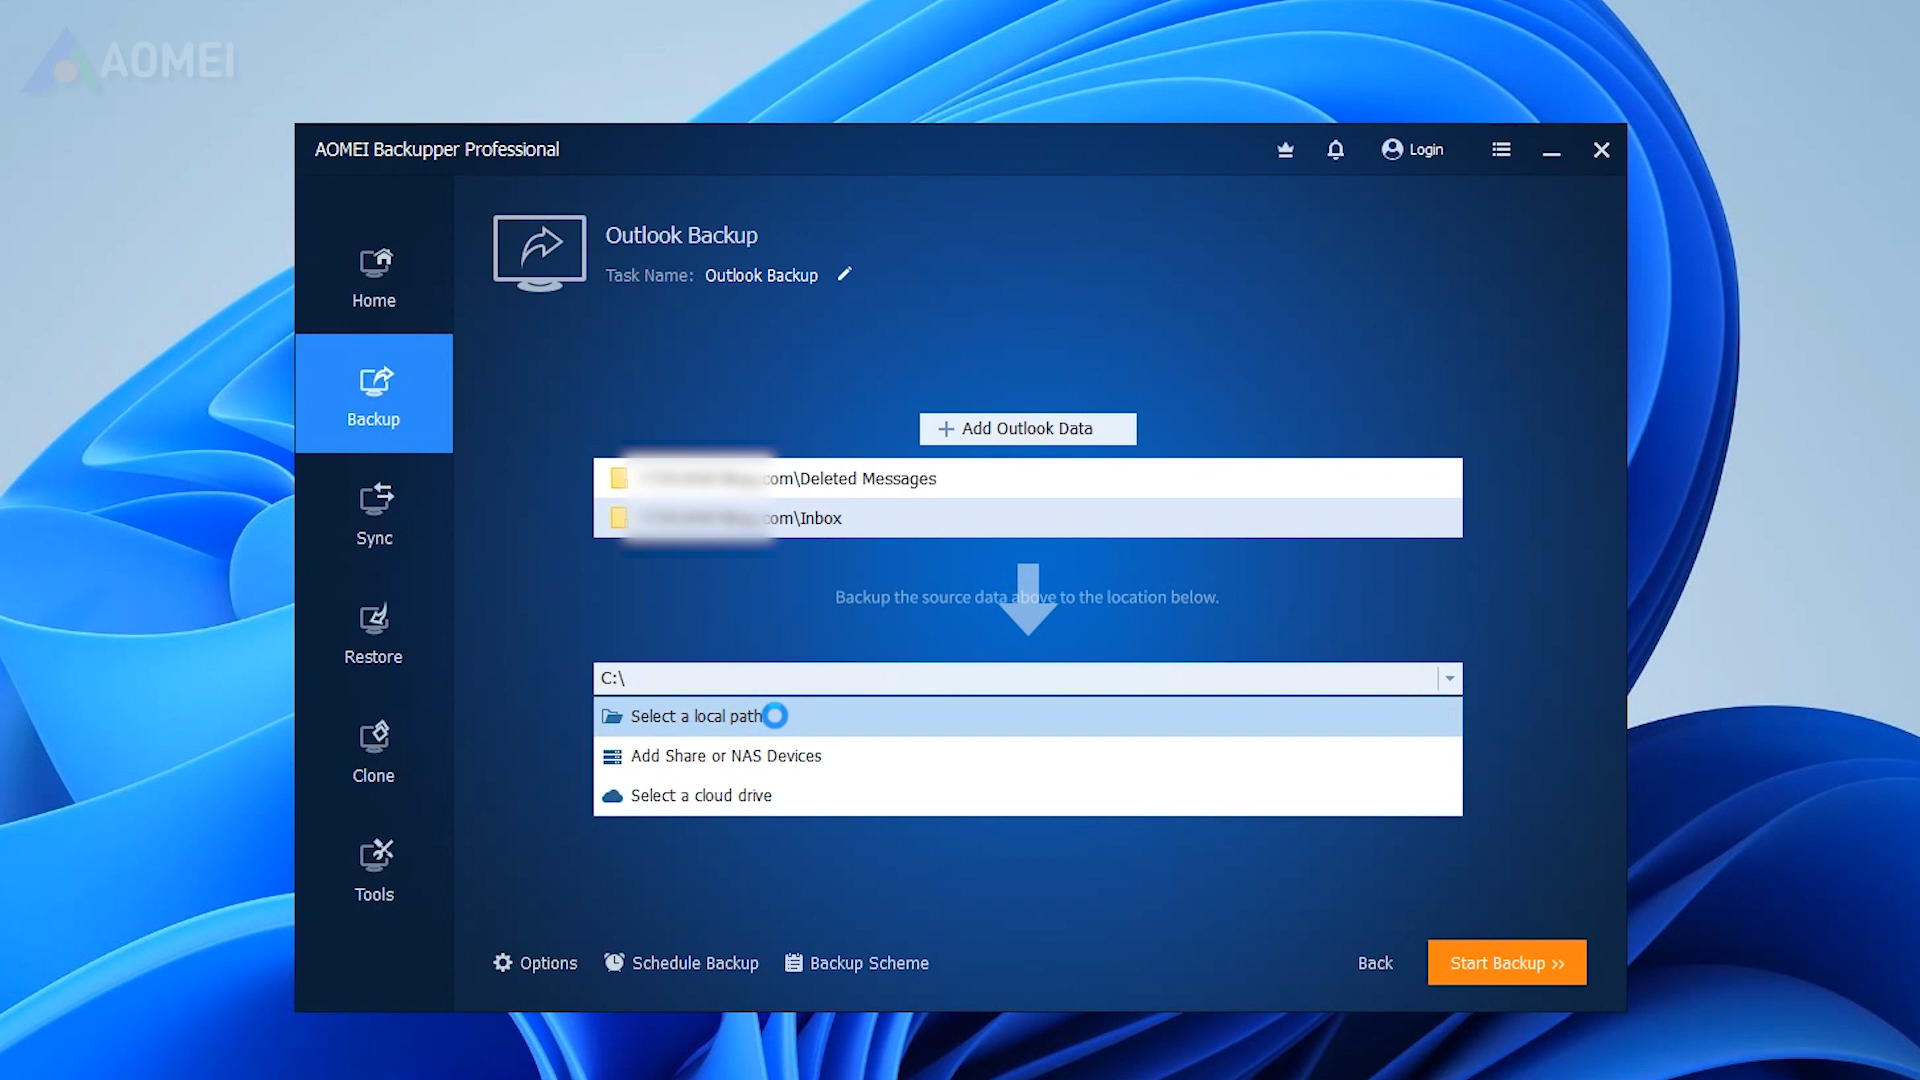 AOMEI
AOMEI Backupper Professional
Login
Outlook Backup
Task Name: Outlook Backup
Home
Backup
Sync
Restore
Clone
Tools
Add Outlook Data
com\Deleted Messages
com\Inbox
Backup the source data above to the location below.
C:\
Select a local path
Add Share or NAS Devices
Select a cloud drive
Options
Schedule Backup
Backup Scheme
Back
Start Backup >>